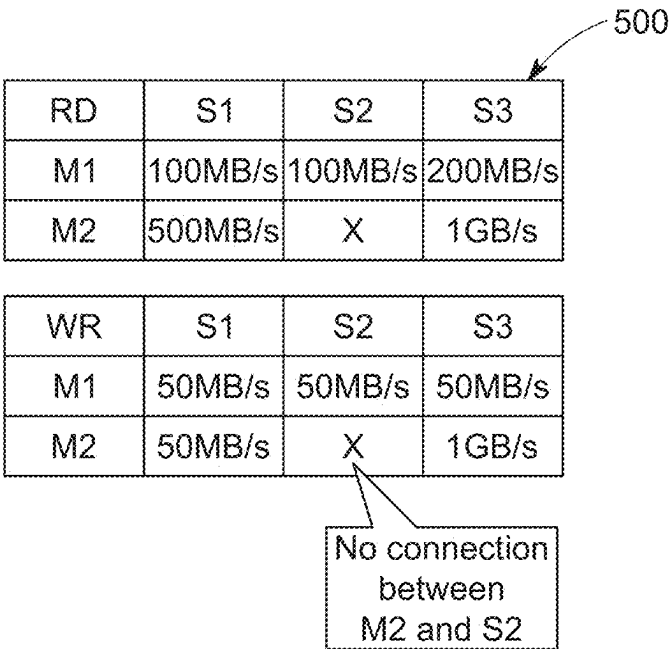 500
RD S1 S2 S3
M1 100MB/s 100MB/s 200MB/s
M2 500MB/s X 1GB/s
WR S1 S2 S3
M1 50MB/s 50MB/s 50MB/s
M2 50MB/s X 1GB/s
No connection
between
M2 and S2